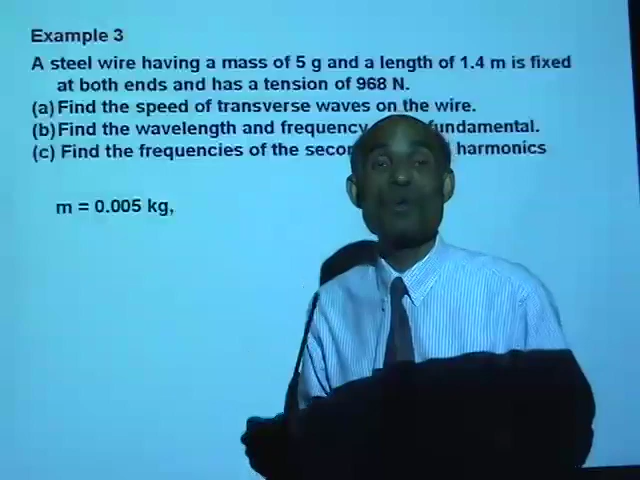 Example 3
A steel wire having a mass of 5 g and a length of 1.4 m is fixed
at both ends and has a tension of 968 N.
(a) Find the speed of transverse waves on the wire.
(b) Find the wavelength and frequency fundamental.
(c) Find the frequencies of the harmonics
m = 0.005 kg,